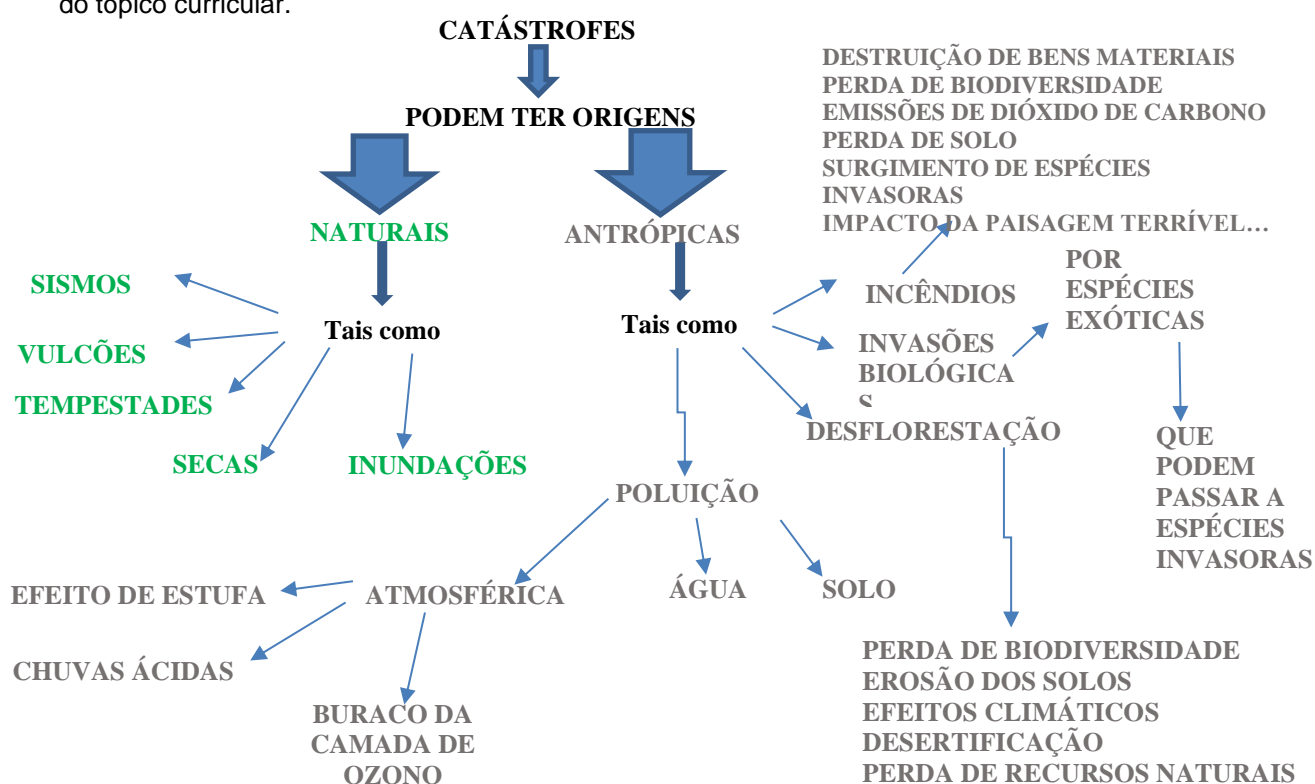 do tópico curricular.
CATÁSTROFES
PODEM TER ORIGENS
DESTRUIÇÃO DE BENS MATERIAIS
PERDA DE BIODIVERSIDADE
EMISSÕES DE DIÓXIDO DE CARBONO
PERDA DE SOLO
SURGIMENTO DE ESPÉCIES
INVASORAS
IMPACTO DA PAISAGEM TERRÍVEL…
NATURAIS
ANTRÓPICAS
SISMOS
VULCÕES
TEMPESTADES
SECAS
INUNDAÇÕES
Tais como
Tais como
INCÊNDIOS
INVASÕES
BIOLÓGICA
S
POR
ESPÉCIES
EXÓTICAS
QUE
PODEM
PASSAR A
ESPÉCIES
INVASORAS
DESFLORESTAÇÃO
POLUIÇÃO
ATMOSFÉRICA
ÁGUA
SOLO
EFEITO DE ESTUFA
CHUVAS ÁCIDAS
BURACO DA
CAMADA DE
OZONO
PERDA DE BIODIVERSIDADE
EROSÃO DOS SOLOS
EFEITOS CLIMÁTICOS
DESERTIFICAÇÃO
PERDA DE RECURSOS NATURAIS